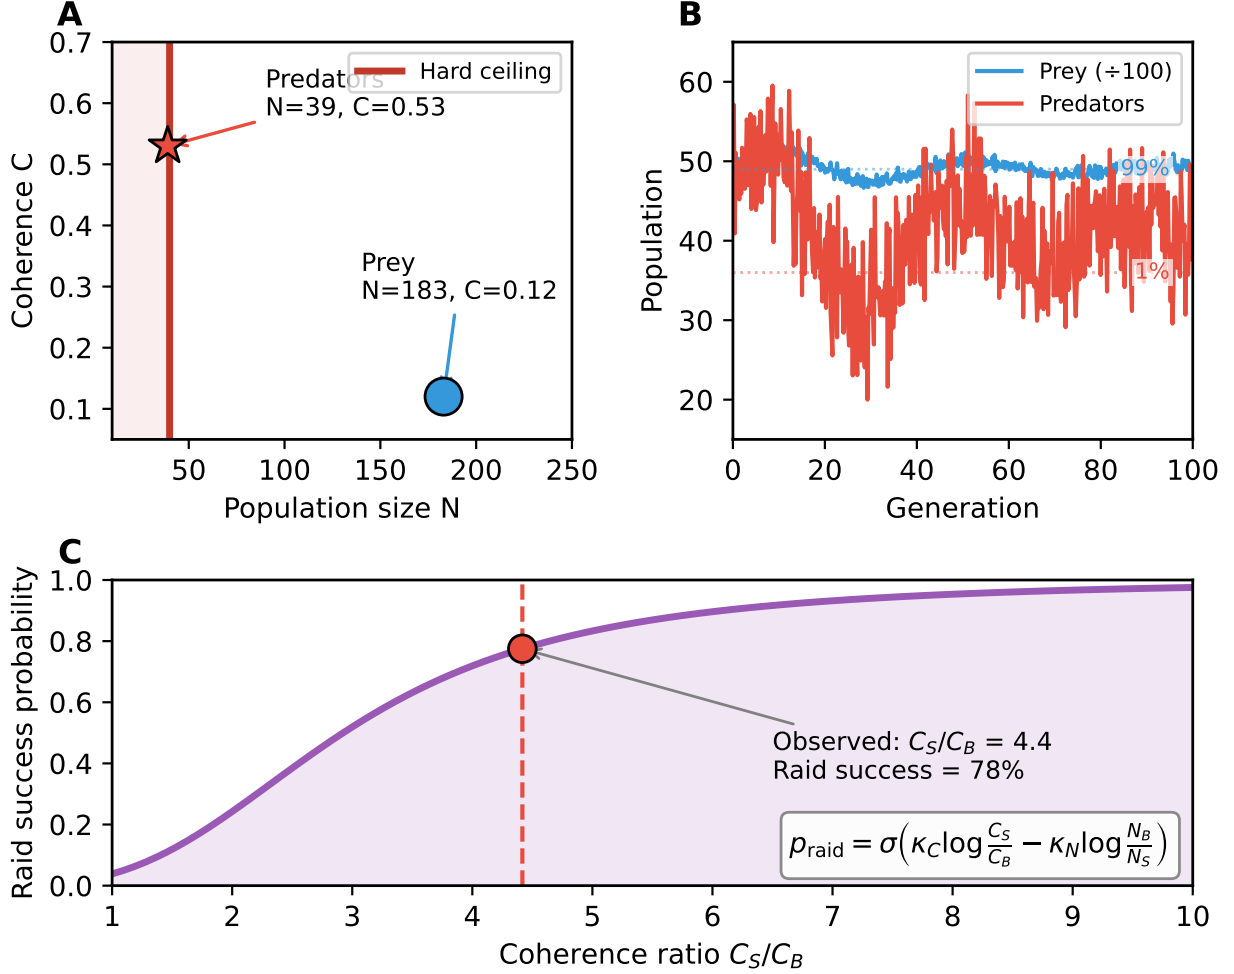 A
0.7
0.6
0.5
0.4
0.3
0.2
0.1
Coherence C
Predators
N=39, C=0.53
Hard ceiling
Prey
N=183, C=0.12
50 100 150 200 250
Population size N
B
60
50
40
30
20
Population
Prey (÷100)
Predators
99%
1%
0 20 40 60 80 100
Generation
C
1.0
0.8
0.6
0.4
0.2
0.0
Raid success probability
Observed: C_S/C_B = 4.4
Raid success = 78%
p_raid = σ(κ_C log C_S/C_B − κ_N log N_B/N_S)
1 2 3 4 5 6 7 8 9 10
Coherence ratio C_S/C_B